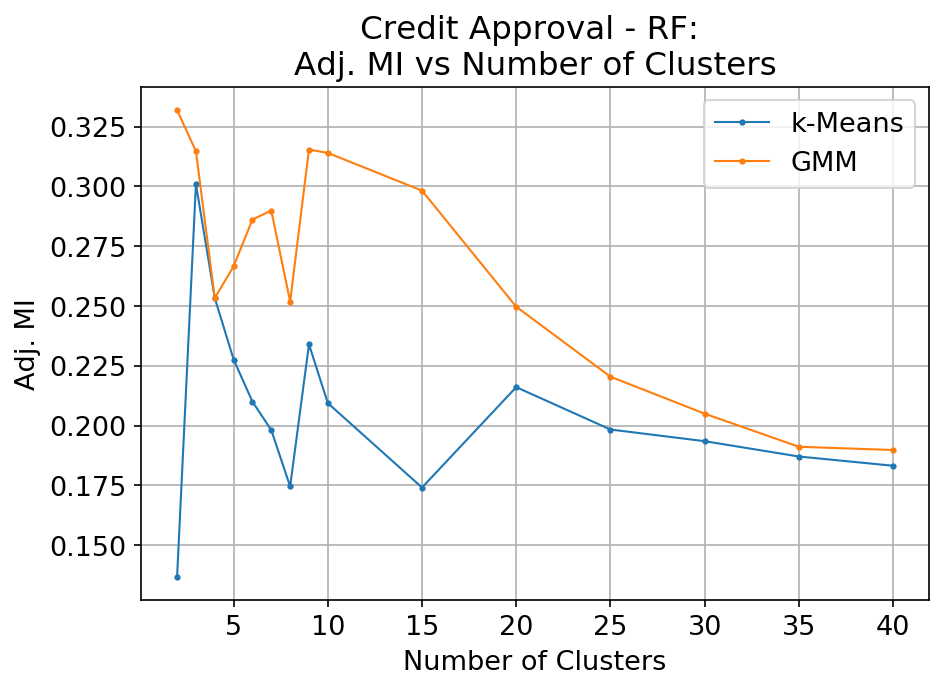 Credit Approval - RF:
Adj. MI vs Number of Clusters
k-Means
GMM
0.325
0.300
0.275
0.250
0.225
0.200
0.175
0.150
Adj. MI
5 10 15 20 25 30 35 40
Number of Clusters